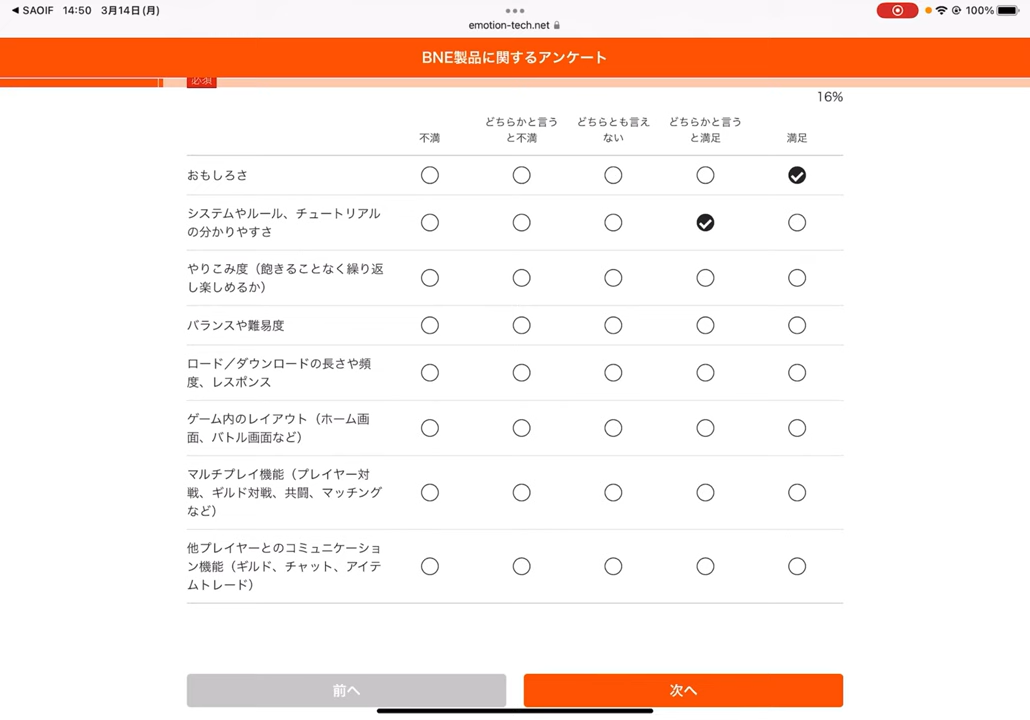 SAOIF 14:50 3月14日(月)
100%
emotion-tech.net
BNE製品に関するアンケート
必須
16%
不満
どちらかと言う
と不満
どちらとも言え
ない
どちらかと言う
と満足
満足
おもしろさ
システムやルール、チュートリアル
の分かりやすさ
やりこみ度（飽きることなく繰り返
し楽しめるか）
バランスや難易度
ロード／ダウンロードの長さや頻
度、レスポンス
ゲーム内のレイアウト（ホーム画
面、バトル画面など）
マルチプレイ機能（プレイヤー対
戦、ギルド対戦、共闘、マッチング
など）
他プレイヤーとのコミュニケーショ
ン機能（ギルド、チャット、アイテ
ムトレード）
前へ
次へ